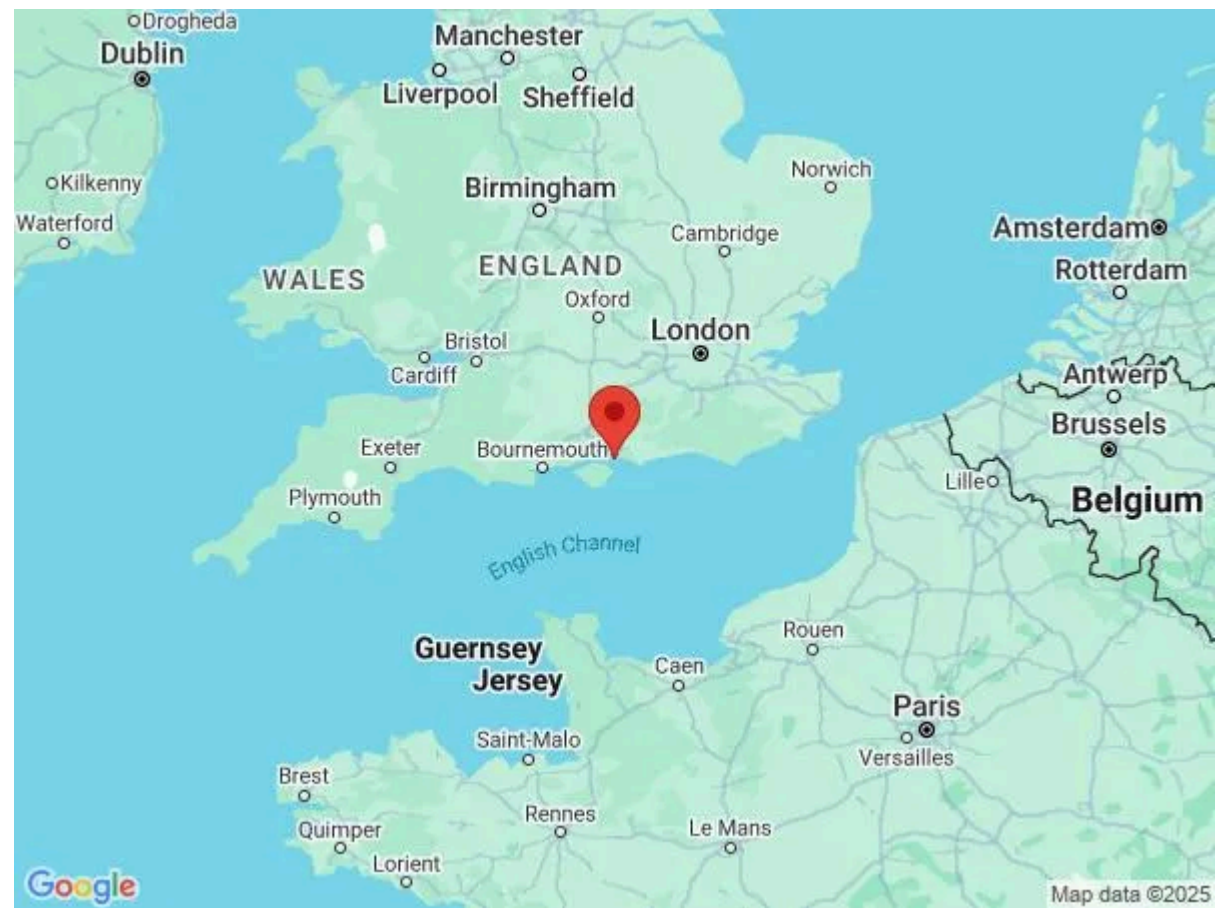 Drogheda
Dublin
Manchester
Liverpool
Sheffield
Kilkenny
Waterford
Birmingham
Norwich
Cambridge
WALES
ENGLAND
Oxford
London
Amsterdam
Rotterdam
Bristol
Cardiff
Antwerp
Brussels
Exeter
Bournemouth
Plymouth
Lille
Belgium
English Channel
Guernsey
Jersey
Rouen
Caen
Paris
Versailles
Saint-Malo
Brest
Rennes
Le Mans
Quimper
Lorient
Google
Map data ©2025